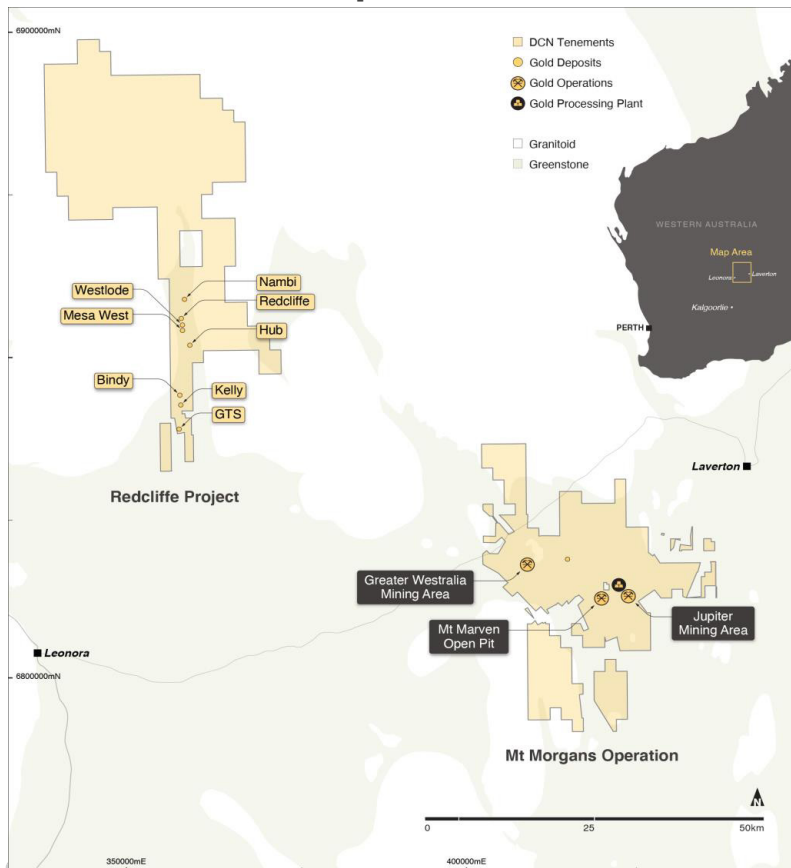 6900000mN
DCN Tenements
Gold Deposits
Gold Operations
Gold Processing Plant
Granitoid
Greenstone
WESTERN AUSTRALIA
Map Area
Laverton
Leonora
Kalgoorlie
PERTH
Nambi
Westlode
Redcliffe
Mesa West
Hub
Bindy
Kelly
GTS
Redcliffe Project
Laverton
Greater Westralia
Mining Area
Mt Marven
Open Pit
Jupiter
Mining Area
Leonora
6800000mN
Mt Morgans Operation
N
0 25 50km
350000mE
400000mE